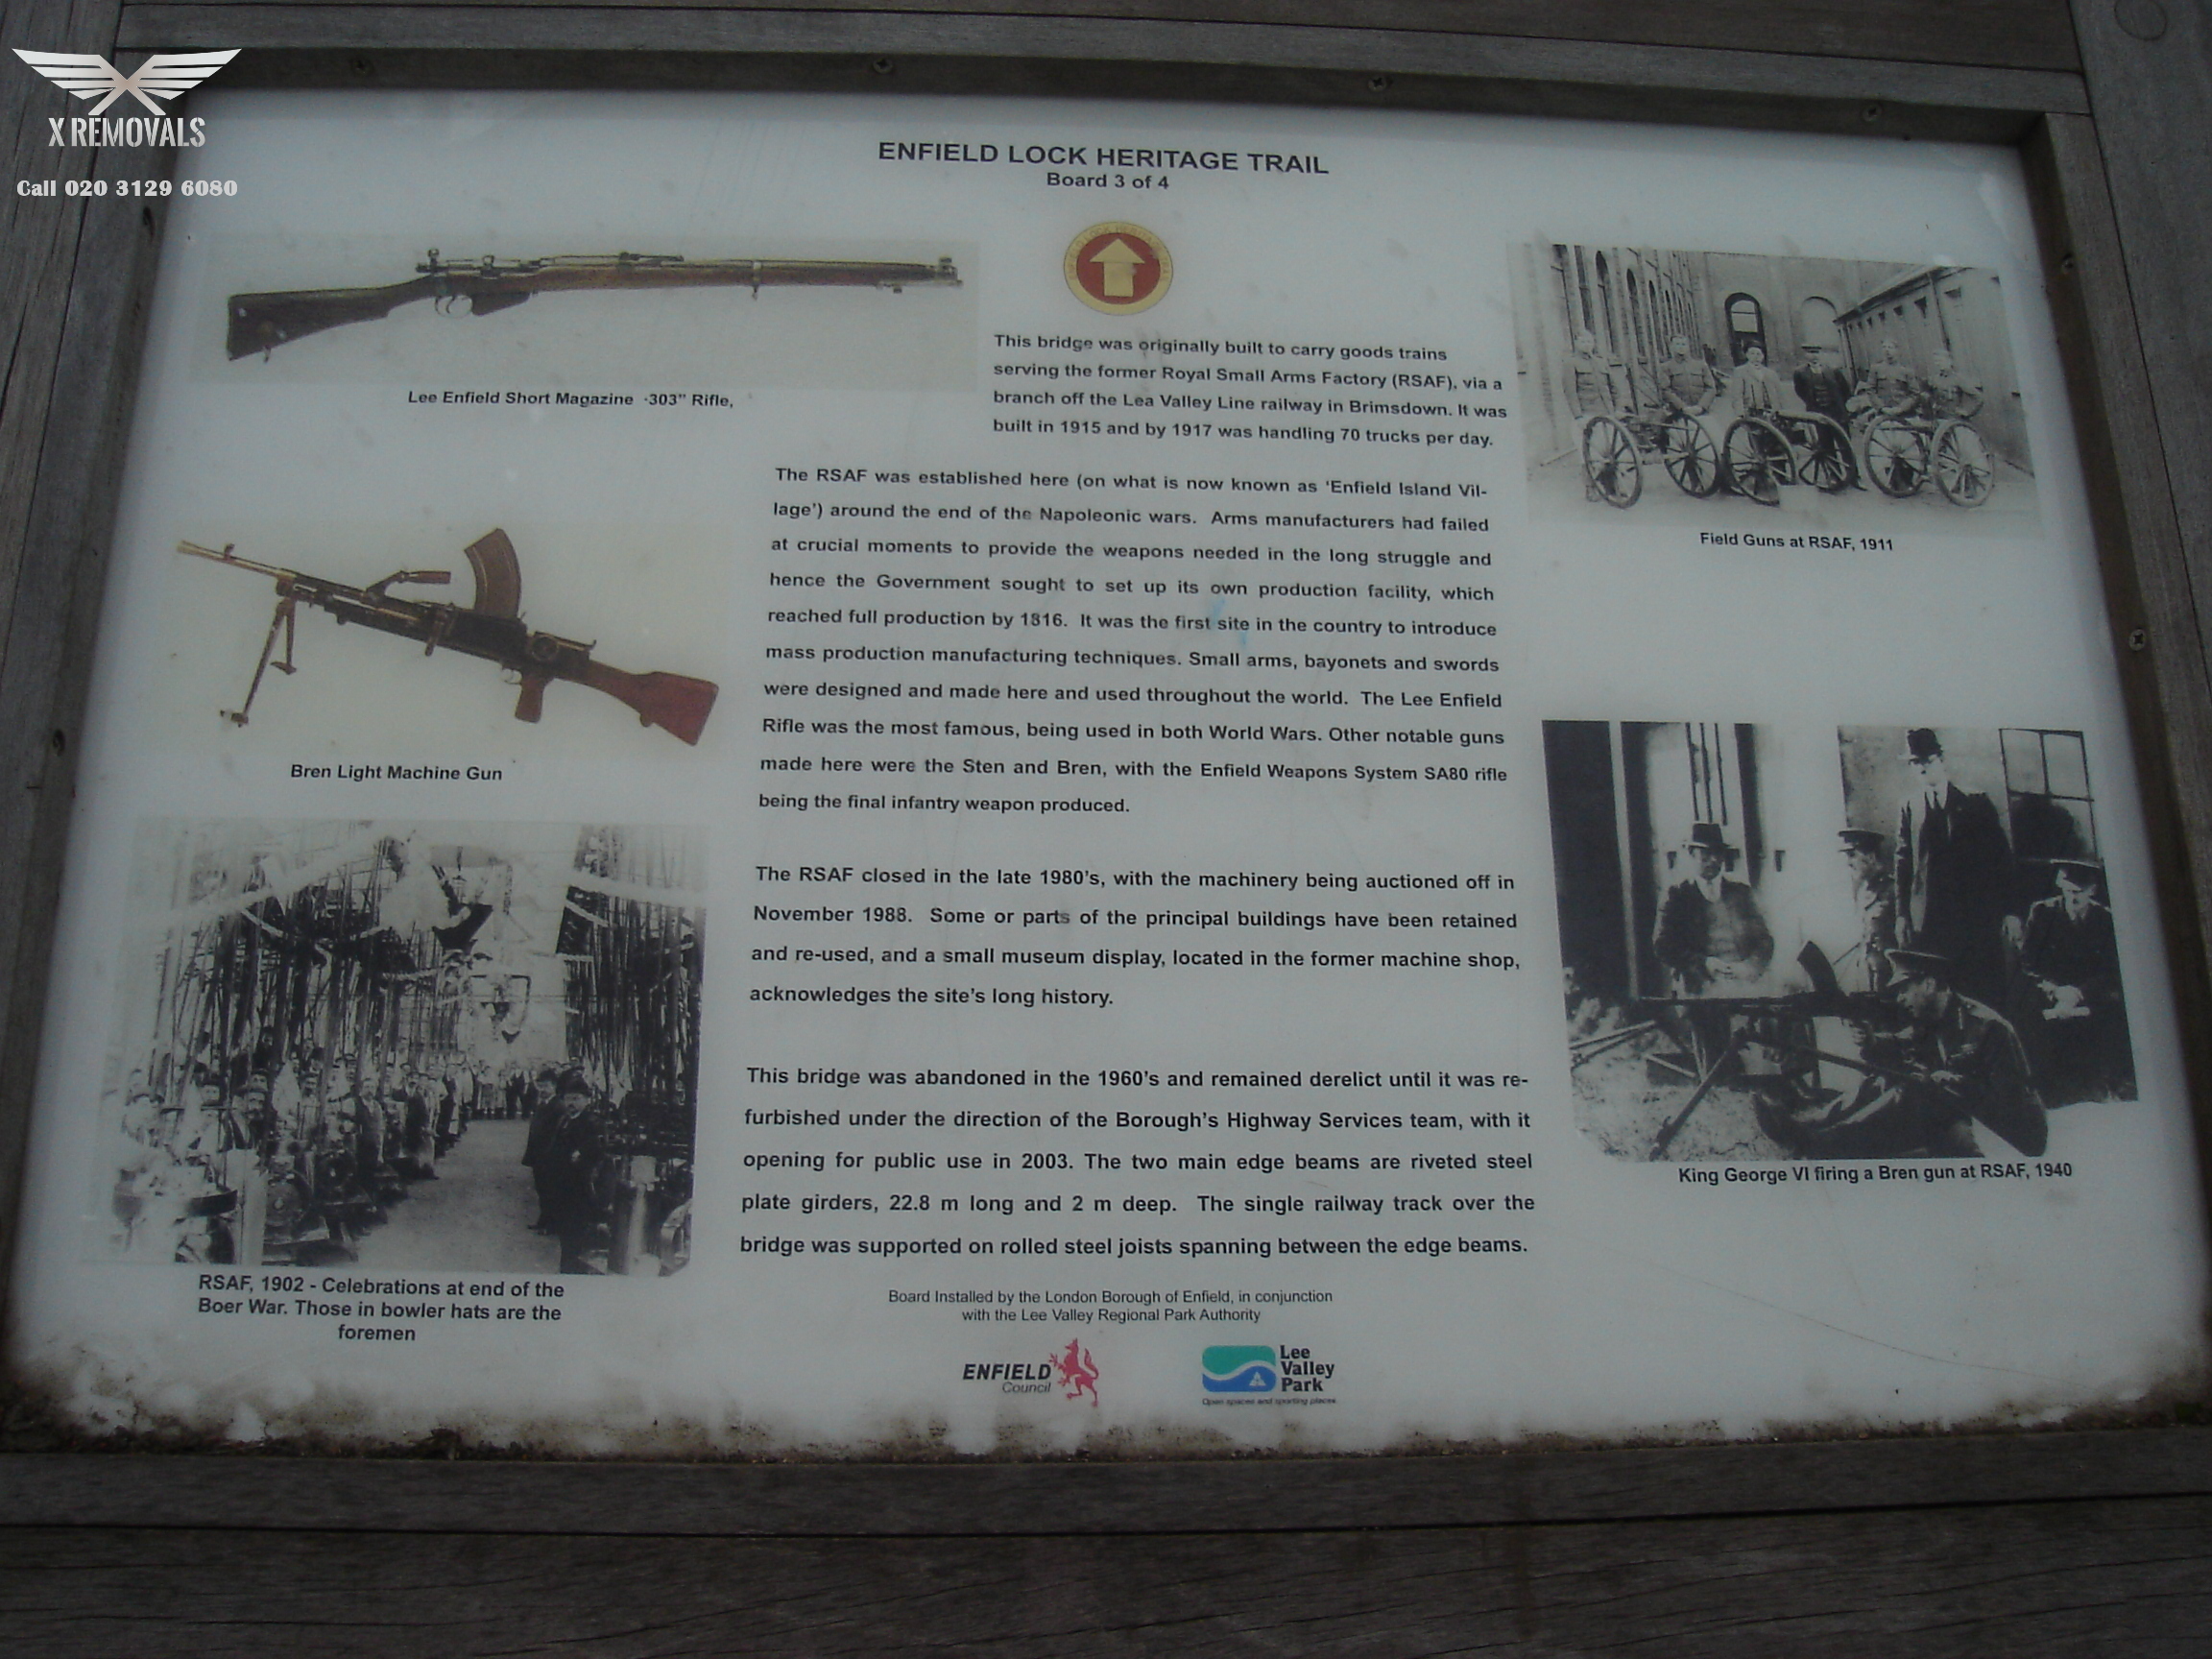 X REMOVALS
Call 020 3129 6080
ENFIELD LOCK HERITAGE TRAIL
Board 3 of 4
Lee Enfield Short Magazine ·303" Rifle,
This bridge was originally built to carry goods trains
serving the former Royal Small Arms Factory (RSAF), via a
branch off the Lea Valley Line railway in Brimsdown. It was
built in 1915 and by 1917 was handling 70 trucks per day.
Field Guns at RSAF, 1911
The RSAF was established here (on what is now known as ‘Enfield Island Vil-
lage’) around the end of the Napoleonic wars. Arms manufacturers had failed
at crucial moments to provide the weapons needed in the long struggle and
hence the Government sought to set up its own production facility, which
reached full production by 1816. It was the first site in the country to introduce
mass production manufacturing techniques. Small arms, bayonets and swords
were designed and made here and used throughout the world. The Lee Enfield
Rifle was the most famous, being used in both World Wars. Other notable guns
made here were the Sten and Bren, with the Enfield Weapons System SA80 rifle
being the final infantry weapon produced.
Bren Light Machine Gun
The RSAF closed in the late 1980’s, with the machinery being auctioned off in
November 1988. Some or parts of the principal buildings have been retained
and re-used, and a small museum display, located in the former machine shop,
acknowledges the site’s long history.
This bridge was abandoned in the 1960’s and remained derelict until it was re-
furbished under the direction of the Borough’s Highway Services team, with it
opening for public use in 2003. The two main edge beams are riveted steel
plate girders, 22.8 m long and 2 m deep. The single railway track over the
bridge was supported on rolled steel joists spanning between the edge beams.
King George VI firing a Bren gun at RSAF, 1940
RSAF, 1902 - Celebrations at end of the
Boer War. Those in bowler hats are the
foremen
Board Installed by the London Borough of Enfield, in conjunction
with the Lee Valley Regional Park Authority
ENFIELD
Council
Lee
Valley
Park
Open spaces and sporting places